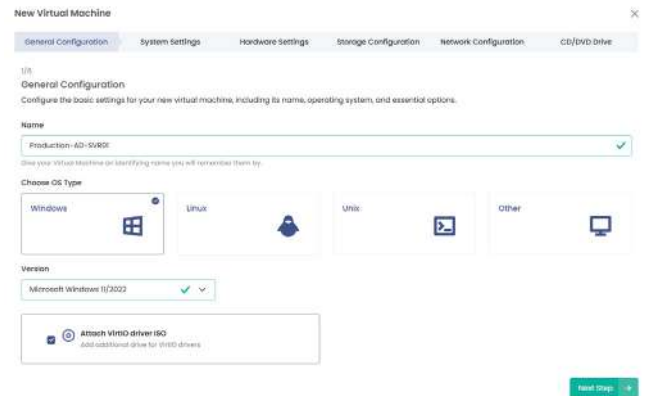 New Virtual Machine
General Configuration
System Settings
Hardware Settings
Storage Configuration
Network Configuration
CD/DVD Drive
1/6
General Configuration
Configure the basic settings for your new virtual machine, including its name, operating system, and essential options.
Name
Production-AD-SVR01
Give your Virtual Machine an identifying name you will remember them by.
Choose OS Type
Windows
Linux
Unix
Other
Version
Microsoft Windows 11/2022
Attach VirtIO driver ISO
Add additional drive for VirtIO drivers
Next Step